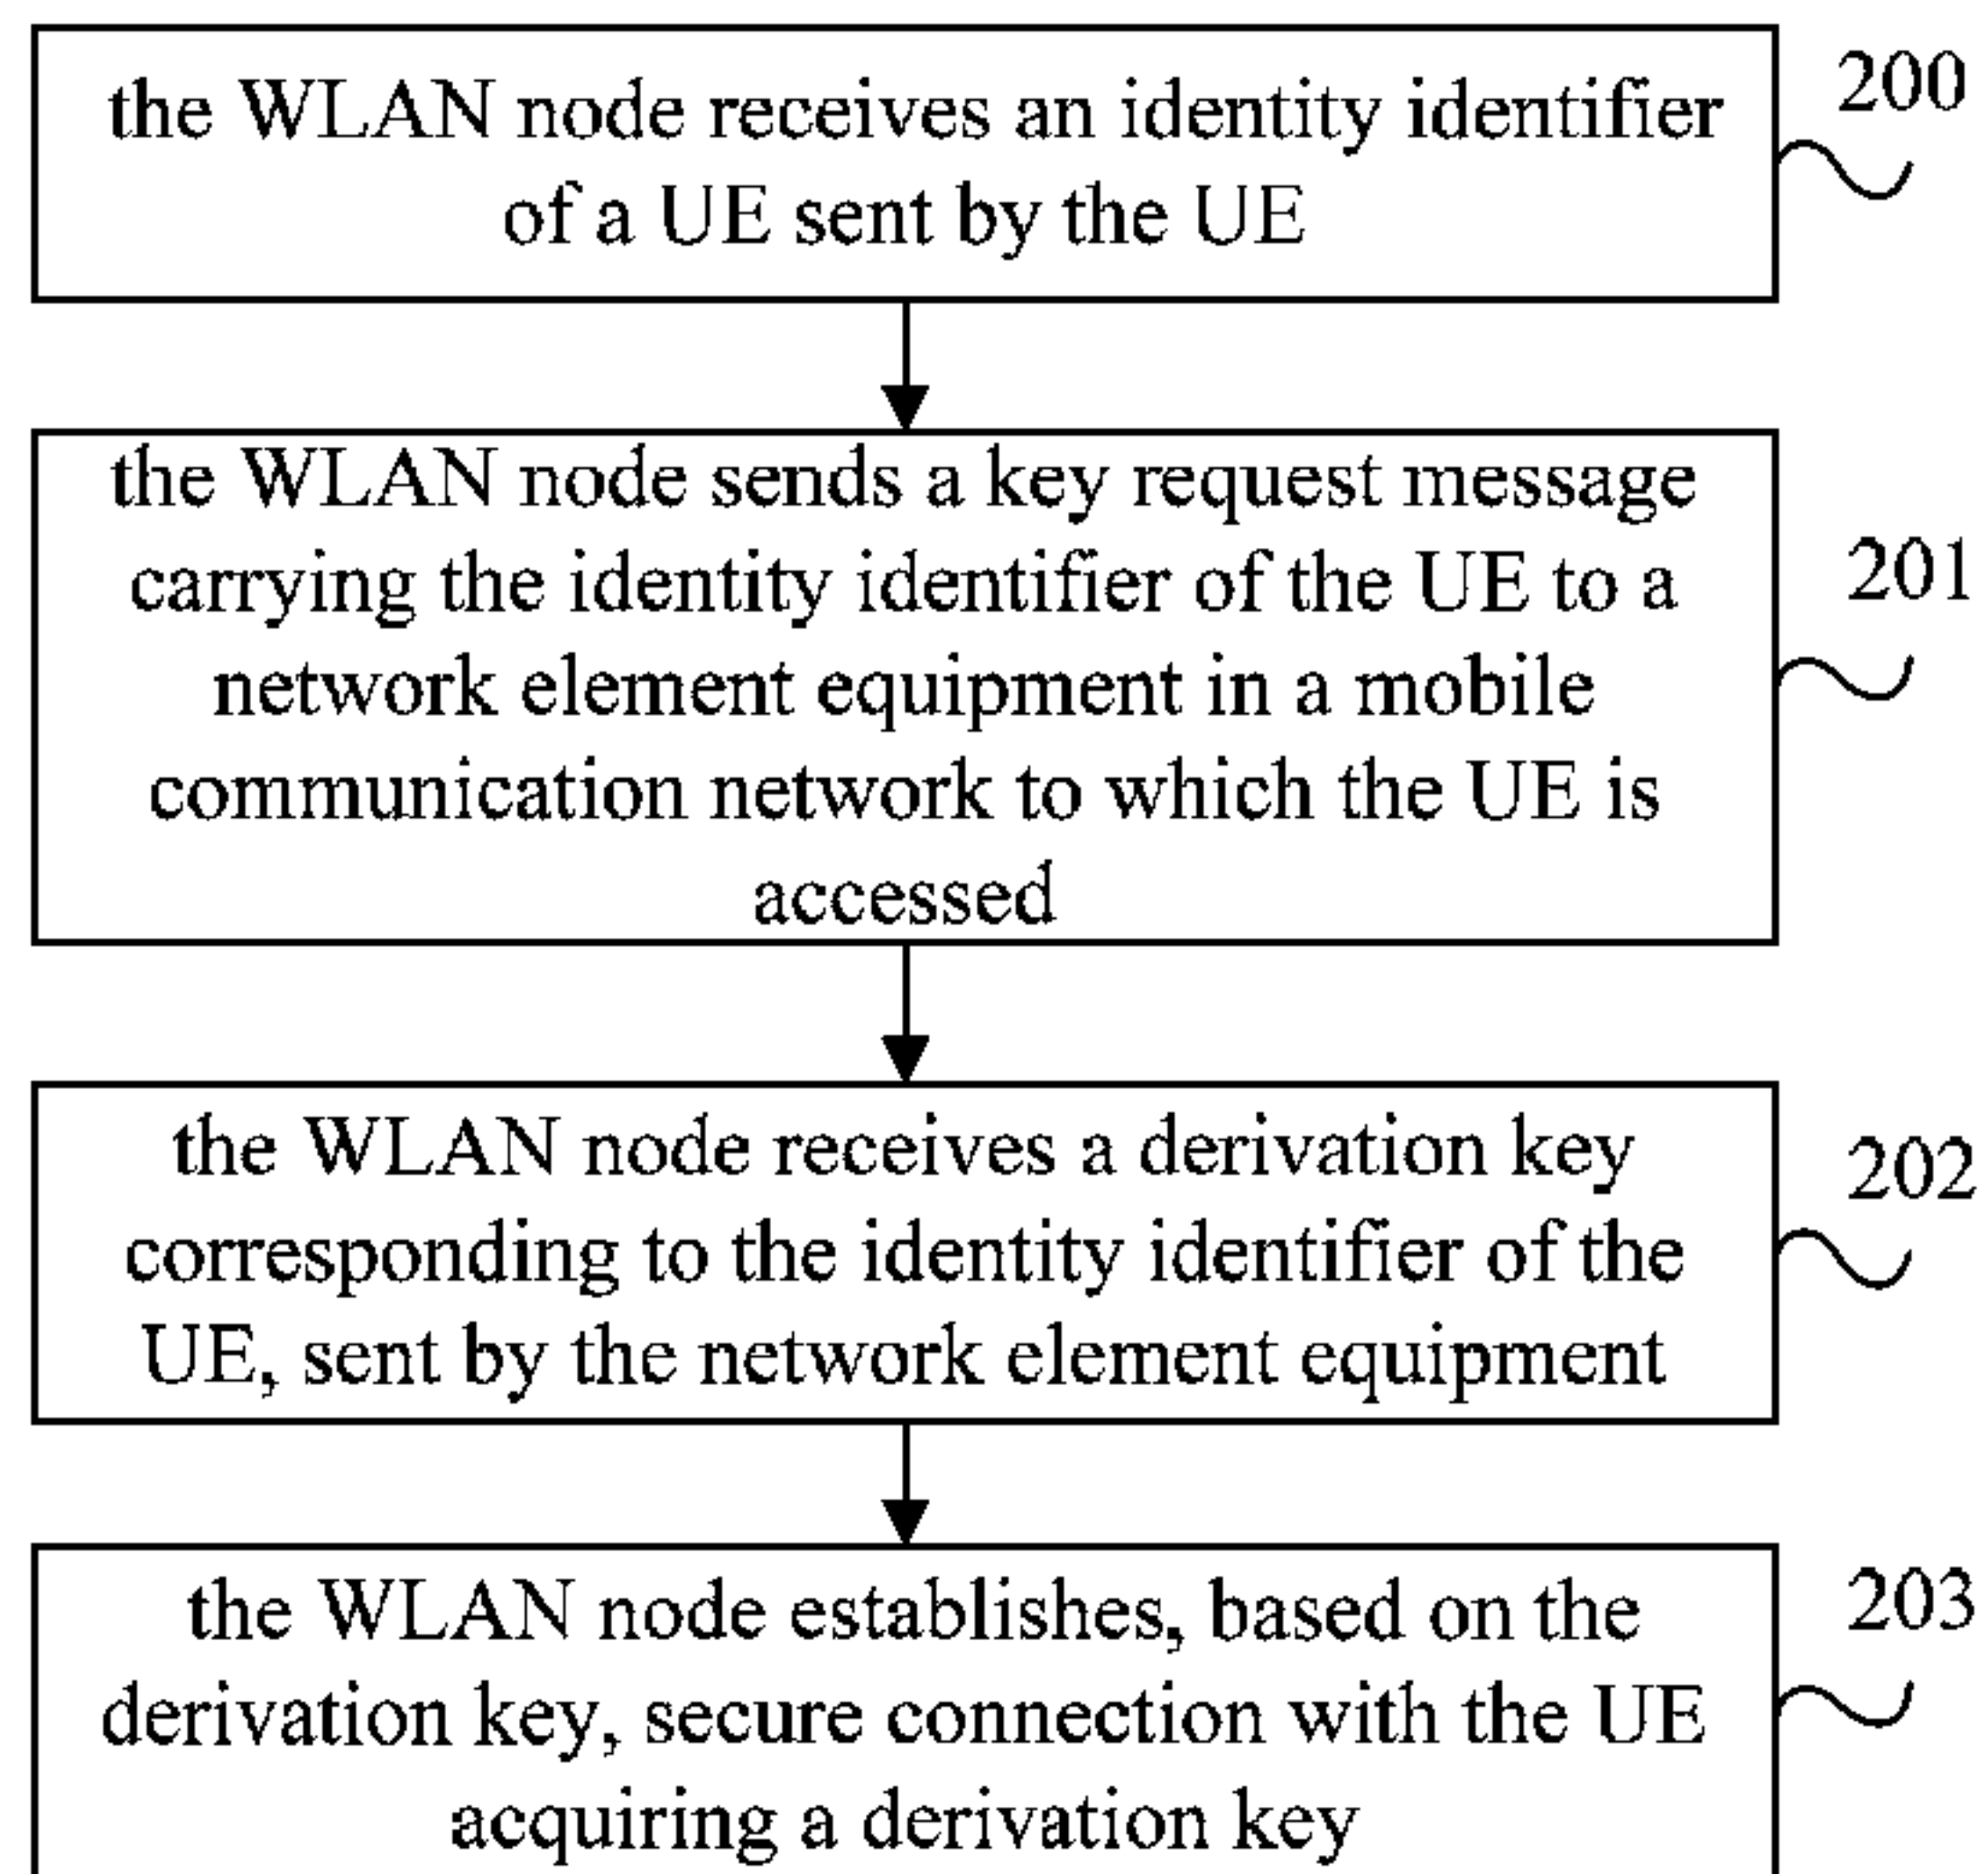 the WLAN node receives an identity identifier
of a UE sent by the UE
200
the WLAN node sends a key request message
carrying the identity identifier of the UE to a
network element equipment in a mobile
communication network to which the UE is
accessed
201
the WLAN node receives a derivation key
corresponding to the identity identifier of the
UE, sent by the network element equipment
202
the WLAN node establishes, based on the
derivation key, secure connection with the UE
acquiring a derivation key
203